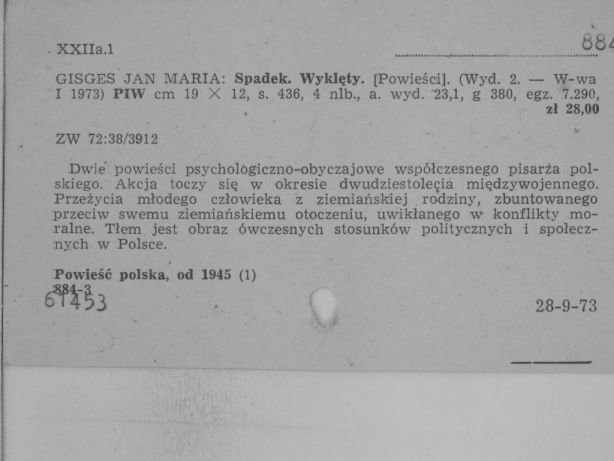 XXIIa.1
884
GISGES JAN MARIA: Spadek. Wyklęty. [Powieści]. (Wyd. 2. — W-wa
I 1973) PIW cm 19 × 12, s. 436, 4 nlb., a. wyd. 23,1, g 380, egz. 7.290,
zł 28,00
ZW 72:38/3912
Dwie powieści psychologiczno-obyczajowe współczesnego pisarza pol-
skiego. Akcja toczy się w okresie dwudziestolecia międzywojennego.
Przeżycia młodego człowieka z ziemiańskiej rodziny, zbuntowanego
przeciw swemu ziemiańskiemu otoczeniu, uwikłanego w konflikty mo-
ralne. Tłem jest obraz ówczesnych stosunków politycznych i społecz-
nych w Polsce.
Powieść polska, od 1945 (1)
884-3
61453
28-9-73